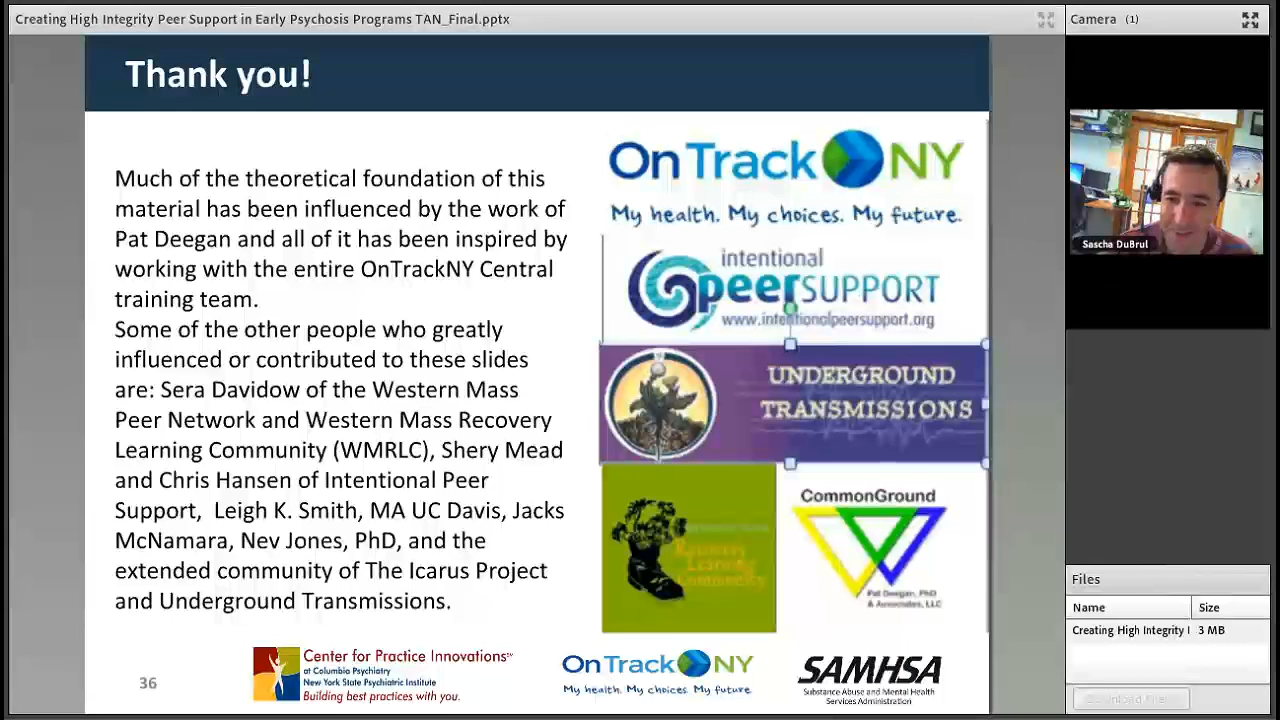 Creating High Integrity Peer Support in Early Psychosis Programs TAN_Final.pptx
Camera (1)
Thank you!
Much of the theoretical foundation of this
material has been influenced by the work of
Pat Deegan and all of it has been inspired by
working with the entire OnTrackNY Central
training team.
Some of the other people who greatly
influenced or contributed to these slides
are: Sera Davidow of the Western Mass
Peer Network and Western Mass Recovery
Learning Community (WMRLC), Shery Mead
and Chris Hansen of Intentional Peer
Support, Leigh K. Smith, MA UC Davis, Jacks
McNamara, Nev Jones, PhD, and the
extended community of The Icarus Project
and Underground Transmissions.
OnTrack NY
My health. My choices. My future.
intentional
peerSUPPORT
www.intentionalpeersupport.org
UNDERGROUND
TRANSMISSIONS
Recovery
Learning
Community
CommonGround
Pat Deegan, PhD
& Associates, LLC
36
Center for Practice Innovations
at Columbia Psychiatry
New York State Psychiatric Institute
Building best practices with you.
OnTrack NY
My health. My choices. My future.
SAMHSA
Substance Abuse and Mental Health
Services Administration
Sascha DuBrul
Files
Name Size
Creating High Integrity I 3 MB
Download File